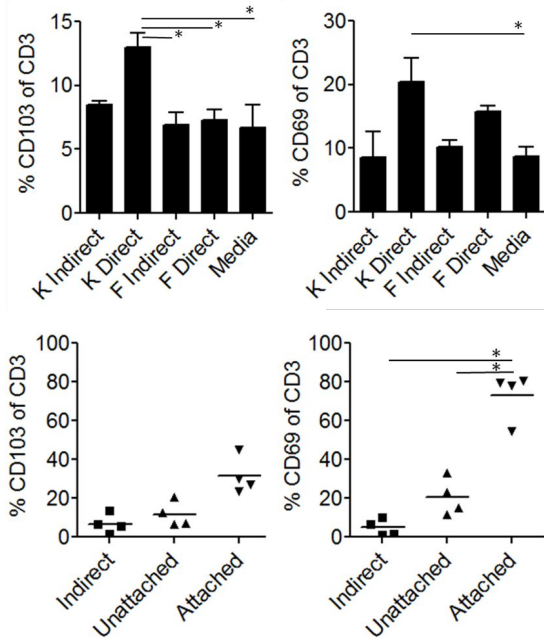 % CD103 of CD3
15
10
5
0
*
*
*
K Indirect
K Direct
F Indirect
F Direct
Media
% CD69 of CD3
30
20
10
0
*
K Indirect
K Direct
F Indirect
F Direct
Media
% CD103 of CD3
100
80
60
40
20
0
Indirect
Unattached
Attached
% CD69 of CD3
100
80
60
40
20
0
*
*
Indirect
Unattached
Attached